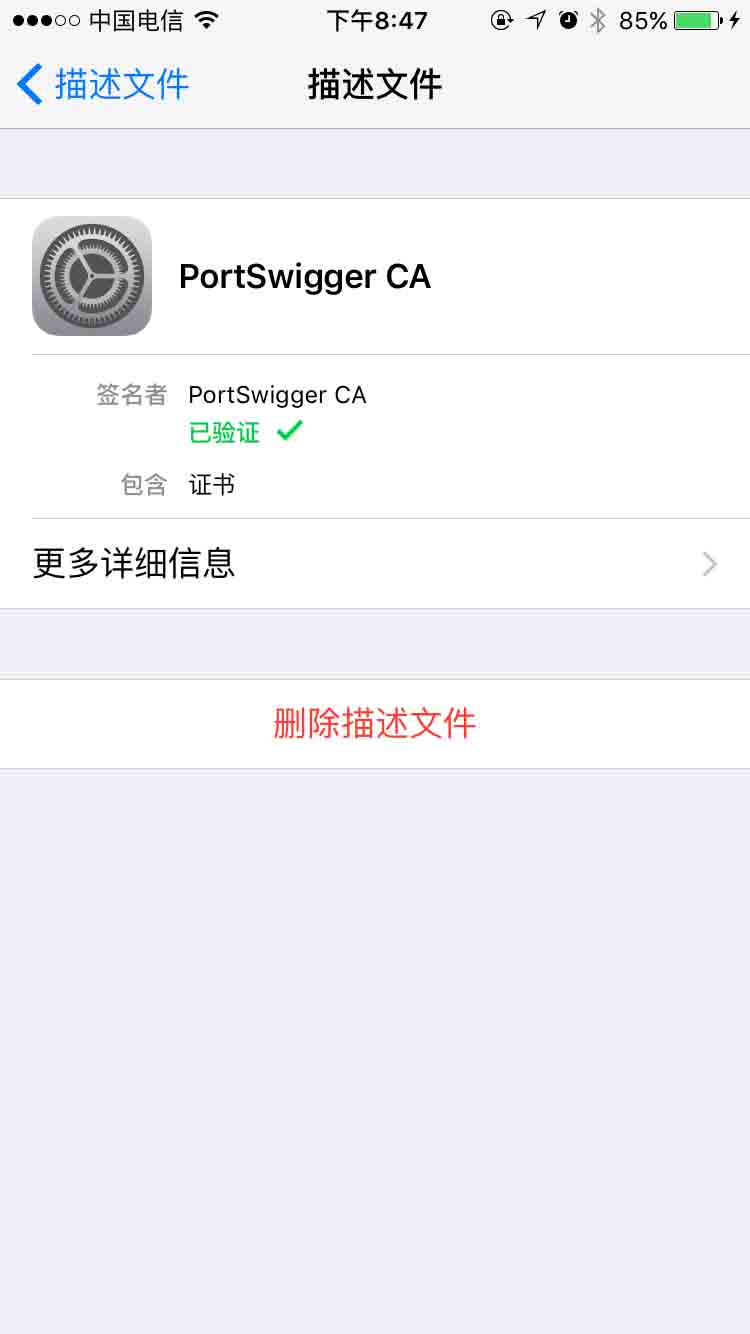 中国电信 下午8:47 85%
描述文件 描述文件
PortSwigger CA
签名者 PortSwigger CA
已验证
包含 证书
更多详细信息
删除描述文件